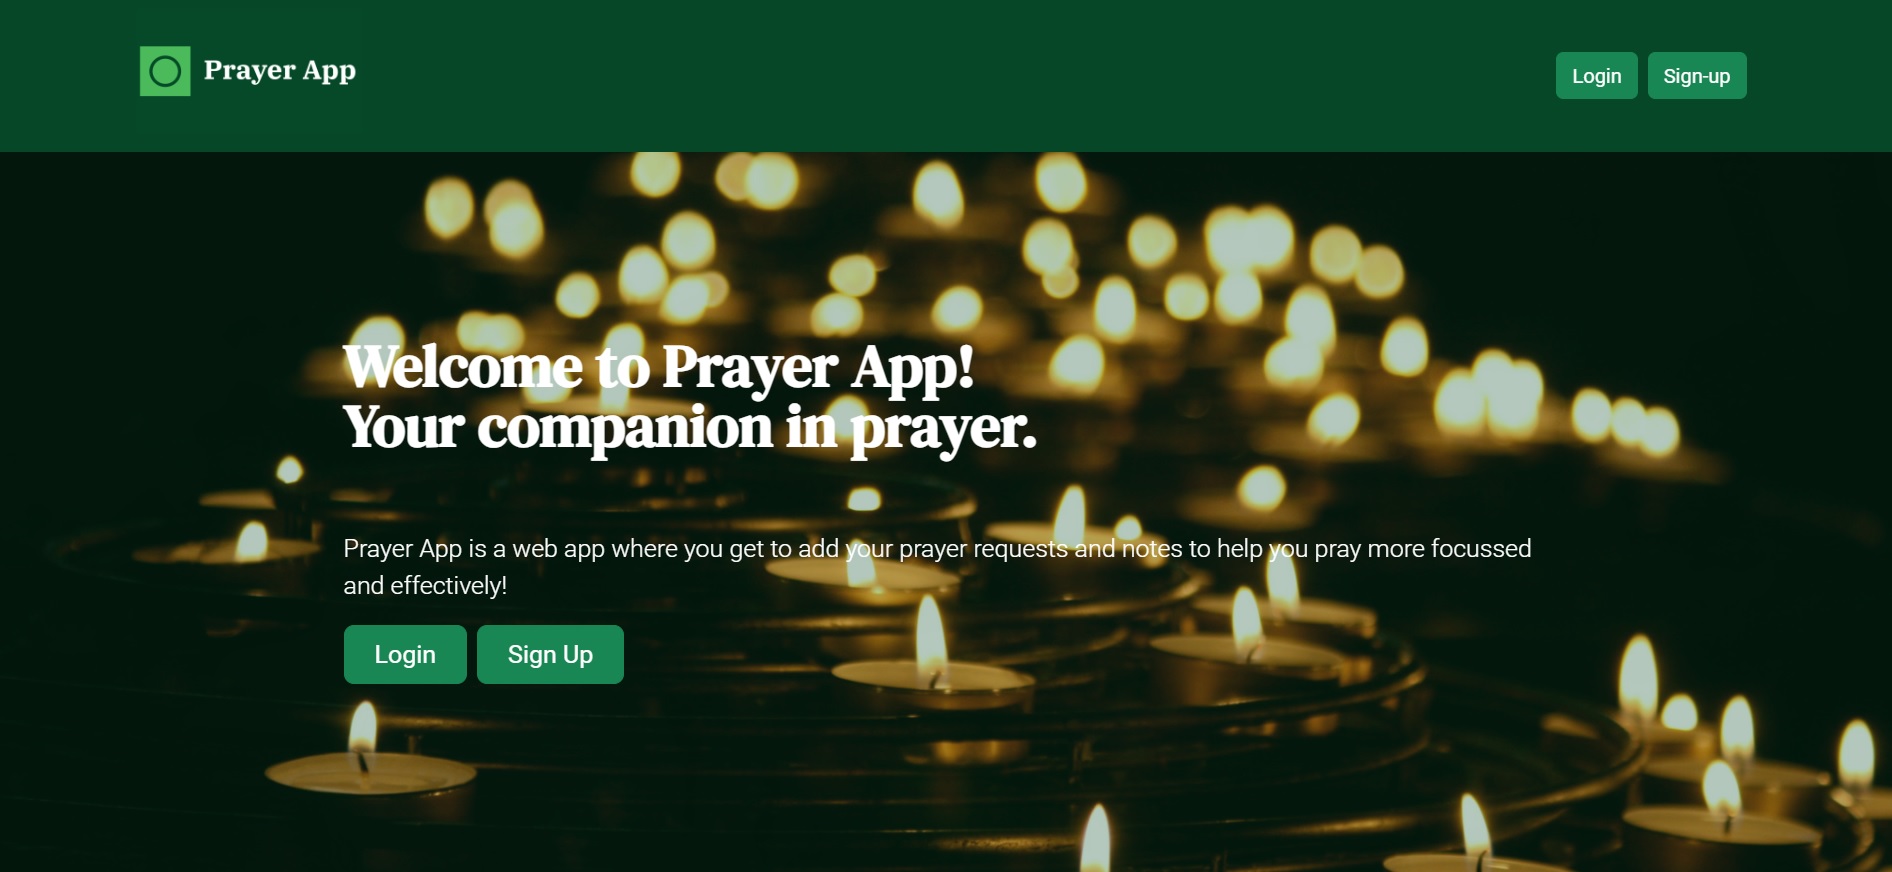 Prayer App
Login
Sign-up
Welcome to Prayer App!
Your companion in prayer.
Prayer App is a web app where you get to add your prayer requests and notes to help you pray more focussed
and effectively!
Login
Sign Up